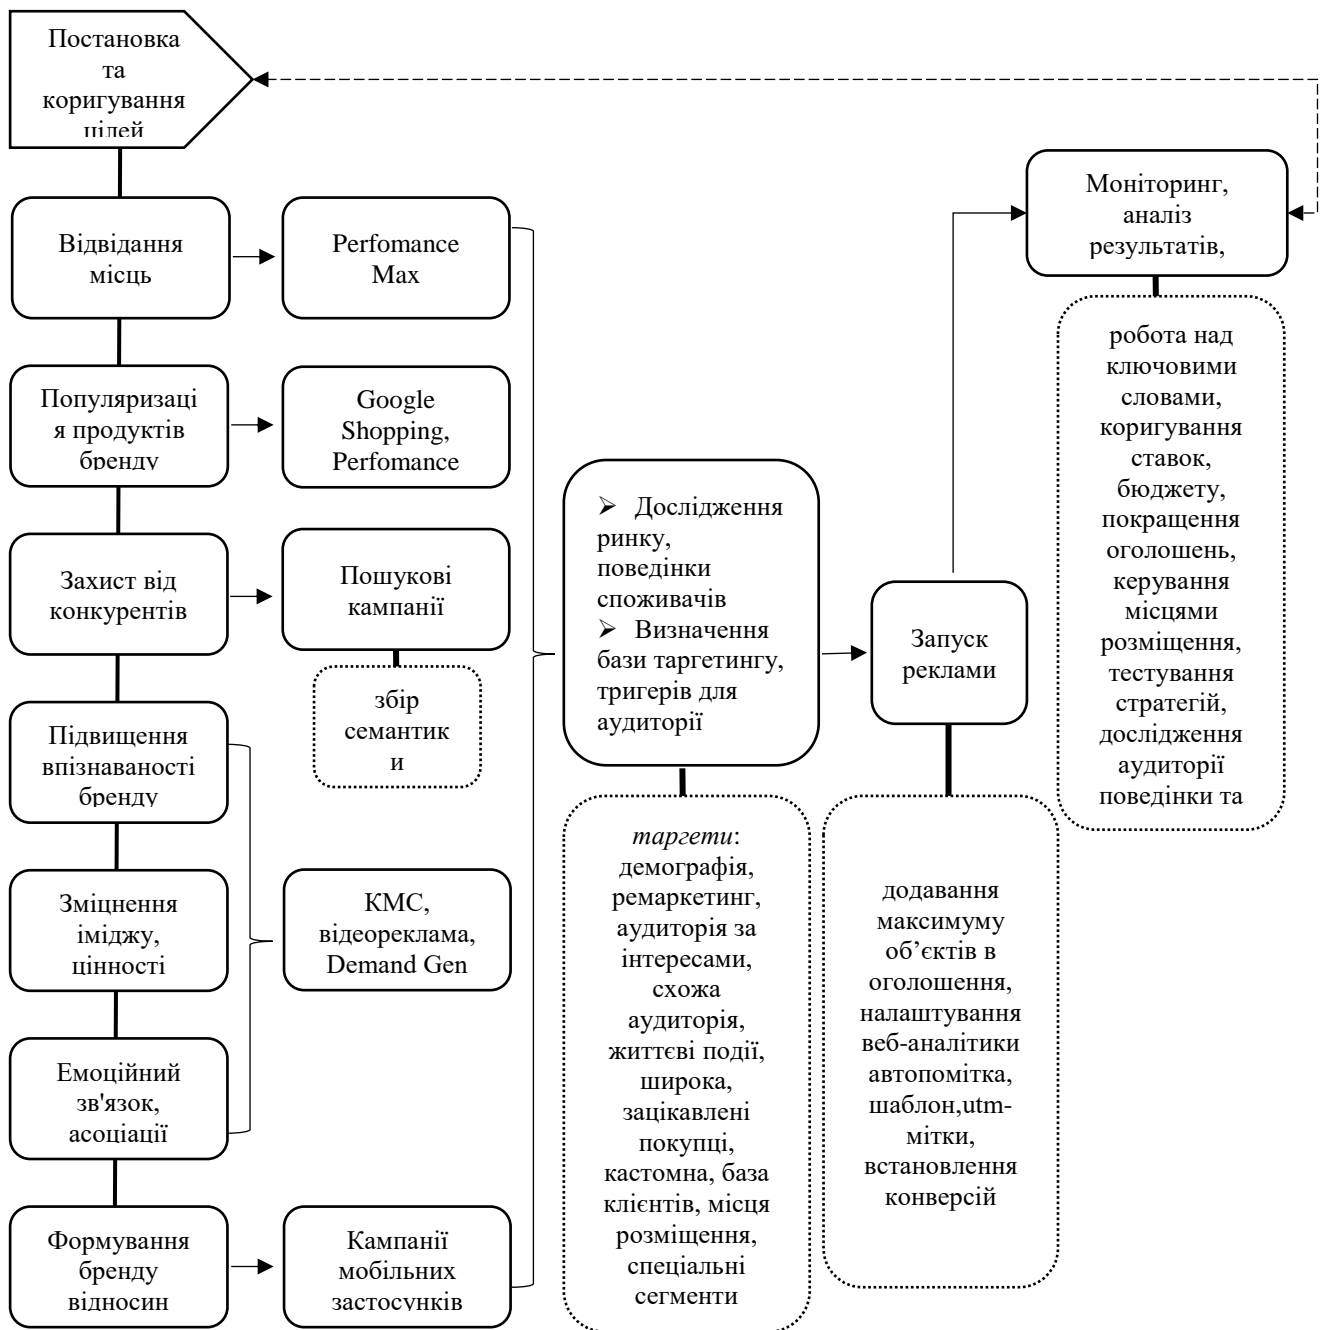 Постановка
та
коригування
цілей
Відвідання
місць
Perfomance
Max
Популяризаці
я продуктів
бренду
Google
Shopping,
Perfomance
Захист від
конкурентів
Пошукові
кампанії
збір
семантик
и
Підвищення
впізнаваності
бренду
Зміцнення
іміджу,
цінності
КМС,
відеореклама,
Demand Gen
Емоційний
зв'язок,
асоціації
Формування
бренду
відносин
Кампанії
мобільних
застосунків
➢ Дослідження
ринку,
поведінки
споживачів
➢ Визначення
бази таргетингу,
тригерів для
аудиторії
таргети:
демографія,
ремаркетинг,
аудиторія за
інтересами,
схожа
аудиторія,
життєві події,
широка,
зацікавлені
покупці,
кастомна, база
клієнтів, місця
розміщення,
спеціальні
сегменти
Запуск
реклами
додавання
максимуму
об’єктів в
оголошення,
налаштування
веб-аналітики
автопомітка,
шаблон,utm-
мітки,
встановлення
конверсій
Моніторинг,
аналіз
результатів,
робота над
ключовими
словами,
коригування
ставок,
бюджету,
покращення
оголошень,
керування
місцями
розміщення,
тестування
стратегій,
дослідження
аудиторії
поведінки та